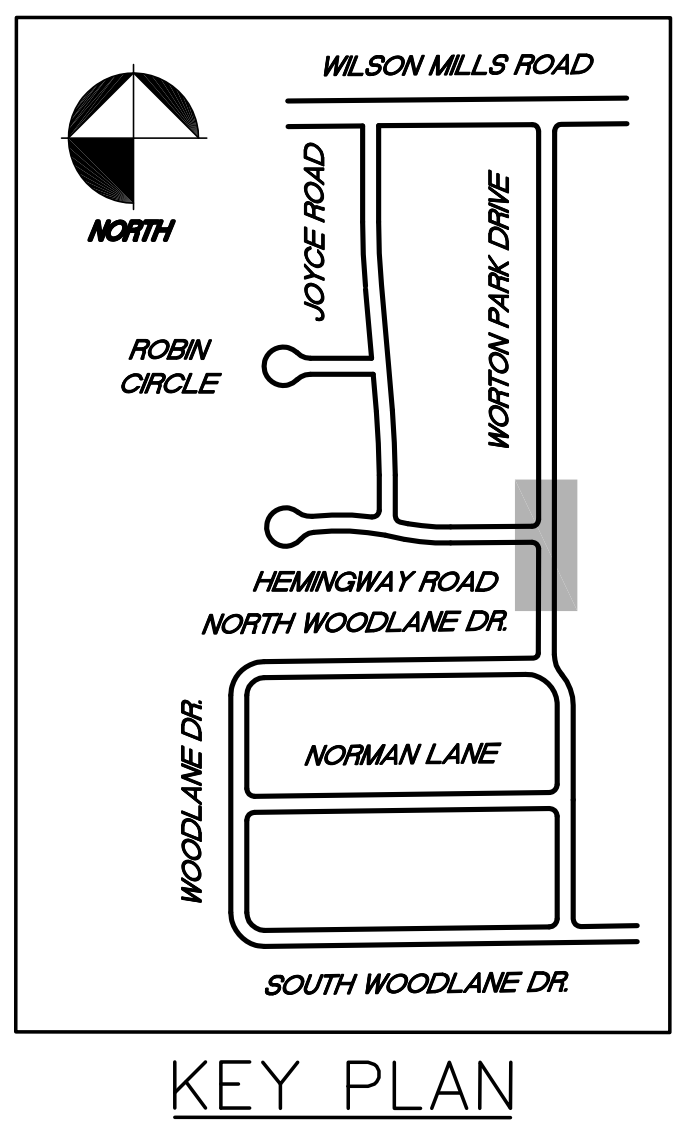 WILSON MILLS ROAD
NORTH
JOYCE ROAD
WORTON PARK DRIVE
ROBIN
CIRCLE
HEMINGWAY ROAD
NORTH WOODLANE DR.
WOODLANE DR.
NORMAN LANE
SOUTH WOODLANE DR.
KEY PLAN